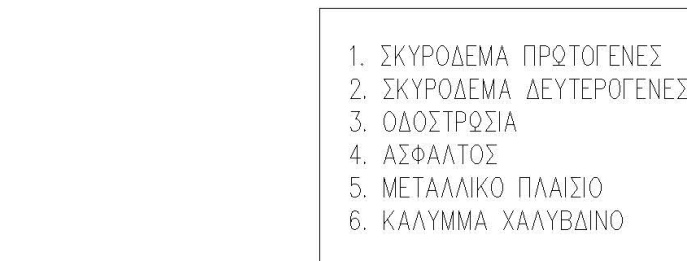 1. ΣΚΥΡΟΔΕΜΑ ΠΡΩΤΟΓΕΝΕΣ
2. ΣΚΥΡΟΔΕΜΑ ΔΕΥΤΕΡΟΓΕΝΕΣ
3. ΟΔΟΣΤΡΩΣΙΑ
4. ΑΣΦΑΛΤΟΣ
5. ΜΕΤΑΛΛΙΚΟ ΠΛΑΙΣΙΟ
6. ΚΑΛΥΜΜΑ ΧΑΛΥΒΔΙΝΟ